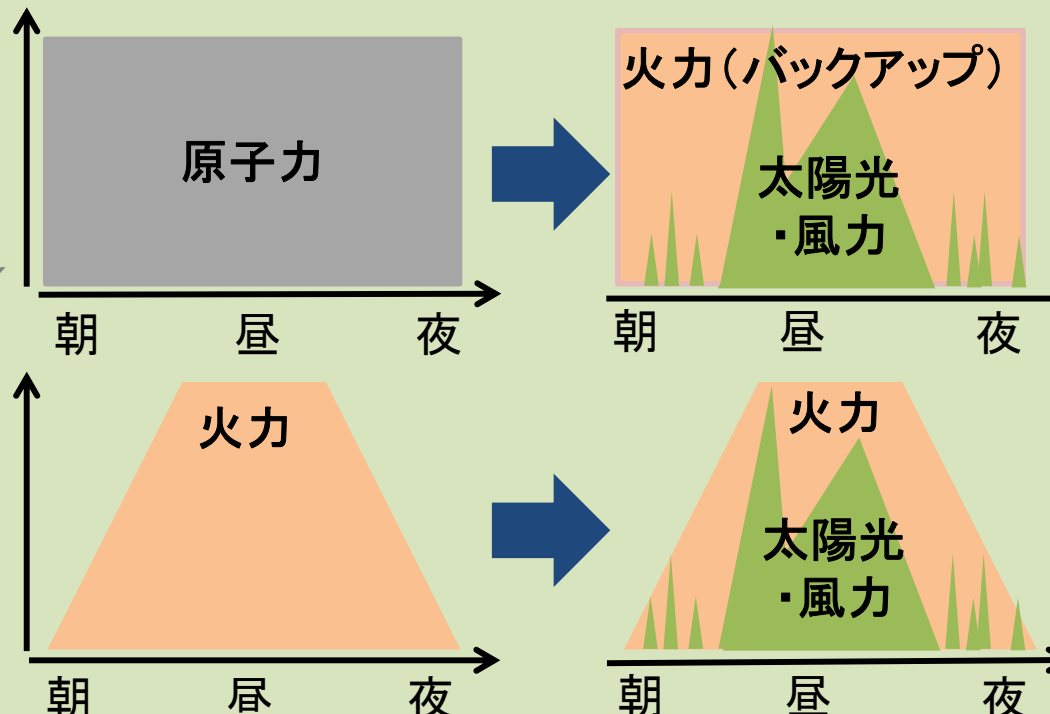 原子力
朝 昼 夜
火力(バックアップ)
太陽光
・風力
朝 昼 夜
火力
朝 昼 夜
火力
太陽光
・風力
朝 昼 夜